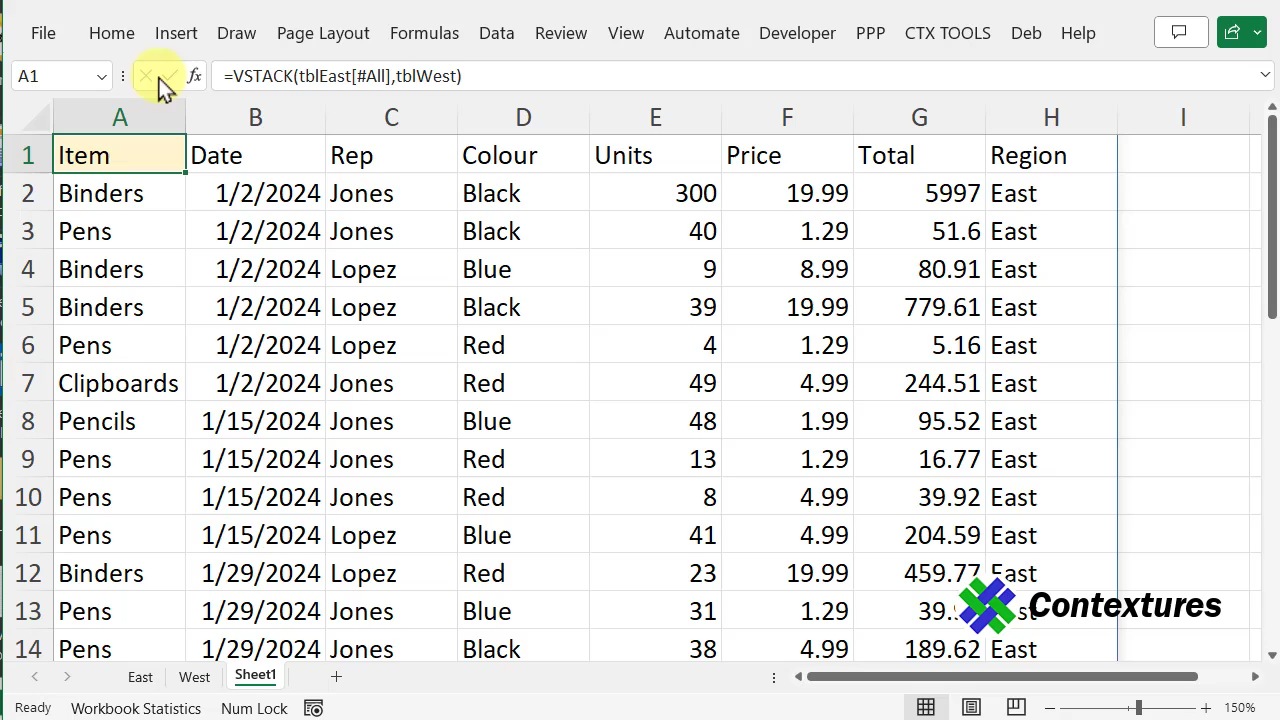 File Home Insert Draw Page Layout Formulas Data Review View Automate Developer PPP CTX TOOLS Deb Help
A1 fx =VSTACK(tblEast[#All],tblWest)
A B C D E F G H I
1 Item Date Rep Colour Units Price Total Region
2 Binders 1/2/2024 Jones Black 300 19.99 5997 East
3 Pens 1/2/2024 Jones Black 40 1.29 51.6 East
4 Binders 1/2/2024 Lopez Blue 9 8.99 80.91 East
5 Binders 1/2/2024 Lopez Black 39 19.99 779.61 East
6 Pens 1/2/2024 Lopez Red 4 1.29 5.16 East
7 Clipboards 1/2/2024 Jones Red 49 4.99 244.51 East
8 Pencils 1/15/2024 Jones Blue 48 1.99 95.52 East
9 Pens 1/15/2024 Jones Red 13 1.29 16.77 East
10 Pens 1/15/2024 Jones Red 8 4.99 39.92 East
11 Pens 1/15/2024 Lopez Blue 41 4.99 204.59 East
12 Binders 1/29/2024 Lopez Red 23 19.99 459.77 East
13 Pens 1/29/2024 Jones Blue 31 1.29
Contextures
14 Pens 1/29/2024 Jones Black 38 4.99 189.62 East
East West Sheet1 +
Ready Workbook Statistics Num Lock 150%